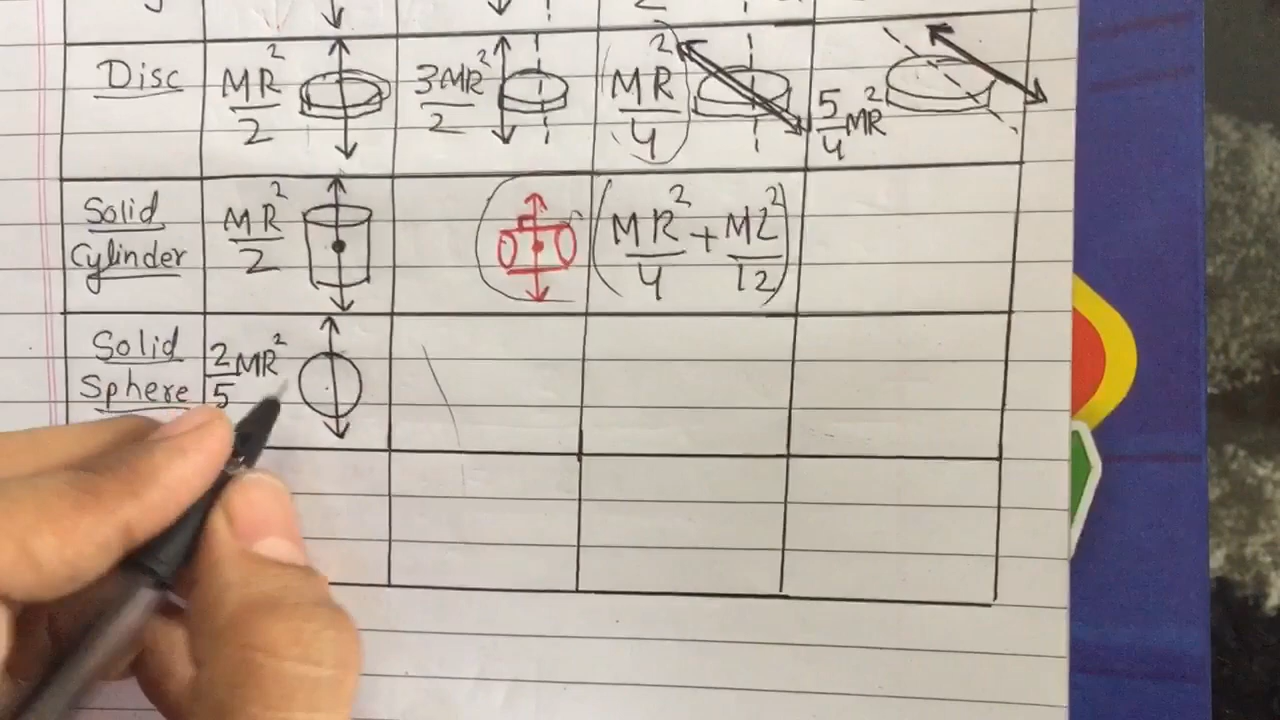 Disc
MR²/2
3MR²/2
MR²/4
5/4 MR²
Solid
Cylinder
MR²/2
(MR²/4 + ML²/12)
Solid
Sphere
2/5 MR²